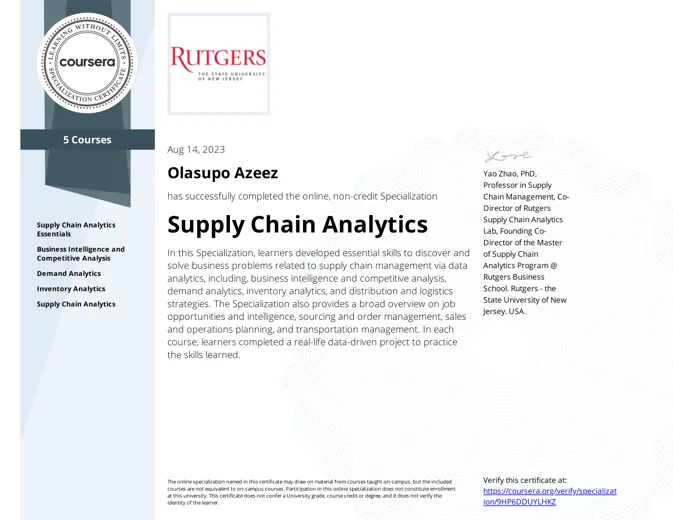 LEARNING WITHOUT LIMITS
coursera
SPECIALIZATION CERTIFICATE
5 Courses
Supply Chain Analytics
Essentials
Business Intelligence and
Competitive Analysis
Demand Analytics
Inventory Analytics
Supply Chain Analytics
RUTGERS
THE STATE UNIVERSITY
OF NEW JERSEY
Aug 14, 2023
Olasupo Azeez
has successfully completed the online, non-credit Specialization
Supply Chain Analytics
In this Specialization, learners developed essential skills to discover and
solve business problems related to supply chain management via data
analytics, including, business intelligence and competitive analysis,
demand analytics, inventory analytics, and distribution and logistics
strategies. The Specialization also provides a broad overview on job
opportunities and intelligence, sourcing and order management, sales
and operations planning, and transportation management. In each
course, learners completed a real-life data-driven project to practice
the skills learned.
Yao Zhao, PhD,
Professor in Supply
Chain Management, Co-
Director of Rutgers
Supply Chain Analytics
Lab, Founding Co-
Director of the Master
of Supply Chain
Analytics Program @
Rutgers Business
School. Rutgers - the
State University of New
Jersey. USA.
The online specialization named in this certificate may draw on material from courses taught on-campus, but the included
courses are not equivalent to on-campus courses. Participation in this online specialization does not constitute enrollment
at this university. This certificate does not confer a University grade, course credit or degree, and it does not verify the
identity of the learner.
Verify this certificate at:
https://coursera.org/verify/specializat
ion/9HP6DDUYLHKZ